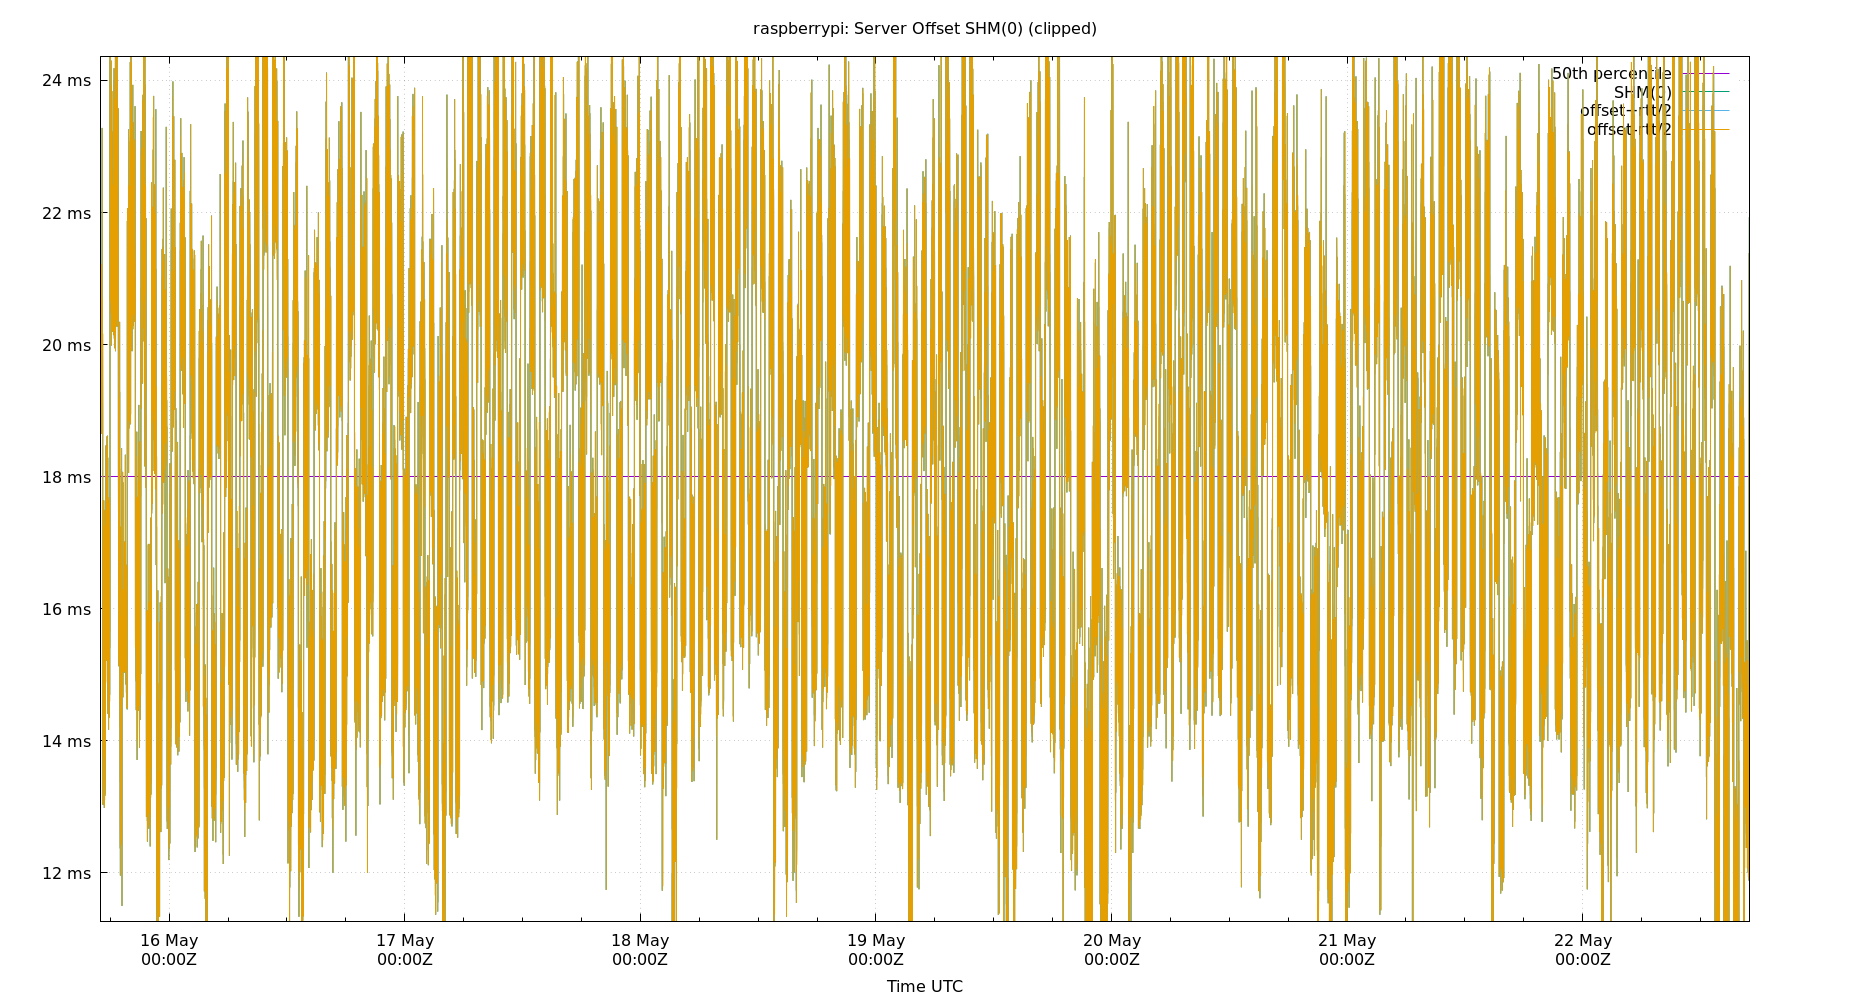 raspberrypi: Server Offset SHM(0) (clipped)
24 ms
22 ms
20 ms
18 ms
16 ms
14 ms
12 ms
50th percentile
SHM(0)
offset+rtt/2
offset-rtt/2
16 May 17 May 18 May 19 May 20 May 21 May 22 May
00:00Z 00:00Z 00:00Z 00:00Z 00:00Z 00:00Z 00:00Z
Time UTC